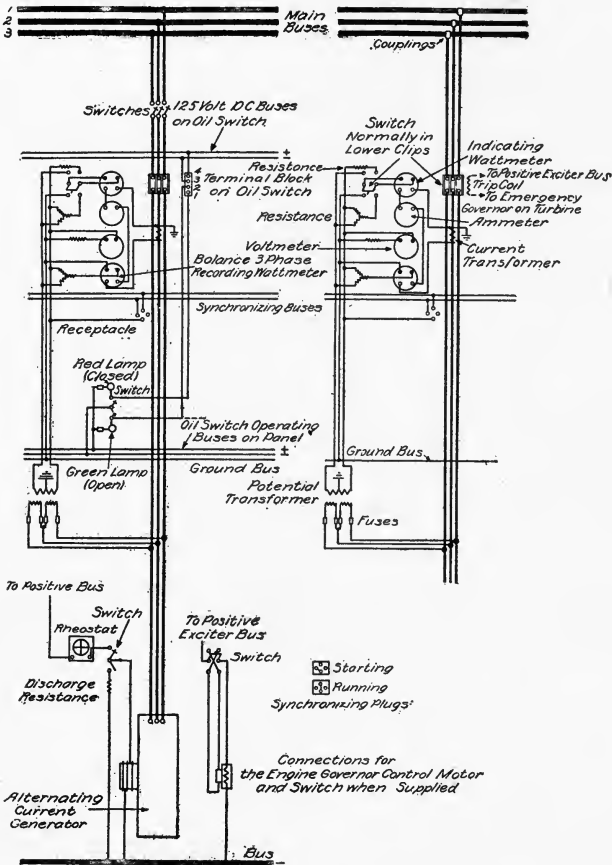 1
2
3
Main
Buses
Couplings
Switches
125 Volt DC Buses
on Oil Switch
±
4
3
2
1
Terminal Block
on Oil Switch
Switch
Normally in
Lower Clips
Resistance
Indicating
Wattmeter
To Positive Exciter Bus
Trip Coil
To Emergency
Governor on Turbine
Resistance
Ammeter
Voltmeter
Current
Transformer
Balance 3 Phase
Recording Wattmeter
Synchronizing Buses
Receptacle
Red Lamp
(Closed)
Switch
Oil Switch Operating
Buses on Panel
±
Green Lamp
(Open)
Ground Bus
Ground Bus
Potential
Transformer
Fuses
To Positive Bus
Switch
Rheostat
Discharge
Resistance
To Positive
Exciter Bus
Switch
Starting
Running
Synchronizing Plugs
Connections for
the Engine Governor Control Motor
and Switch when Supplied
Alternating
Current
Generator
Bus
-